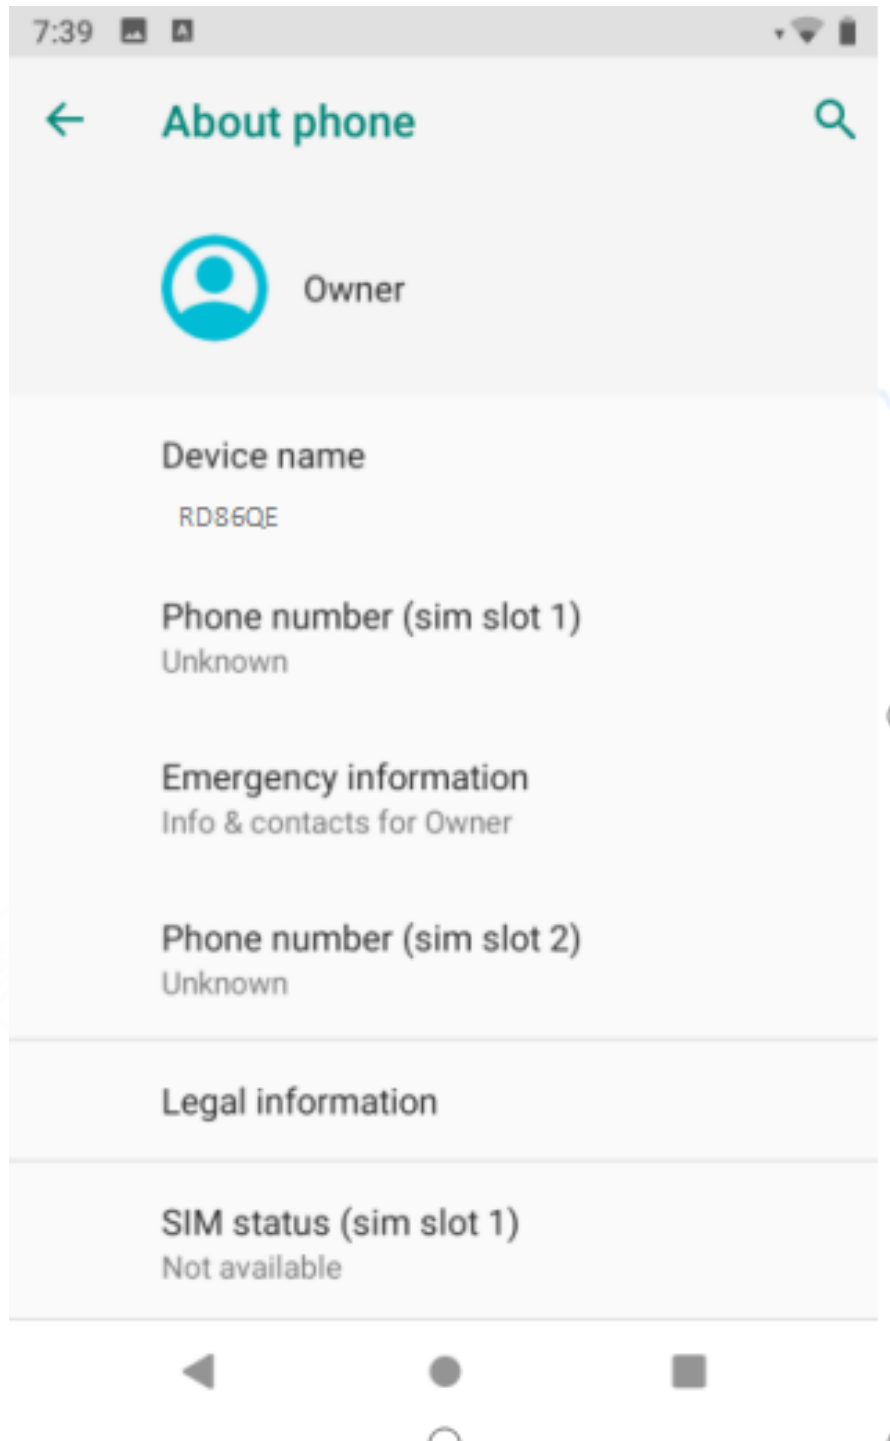 7:39
About phone
Owner
Device name
RD86QE
Phone number (sim slot 1)
Unknown
Emergency information
Info & contacts for Owner
Phone number (sim slot 2)
Unknown
Legal information
SIM status (sim slot 1)
Not available